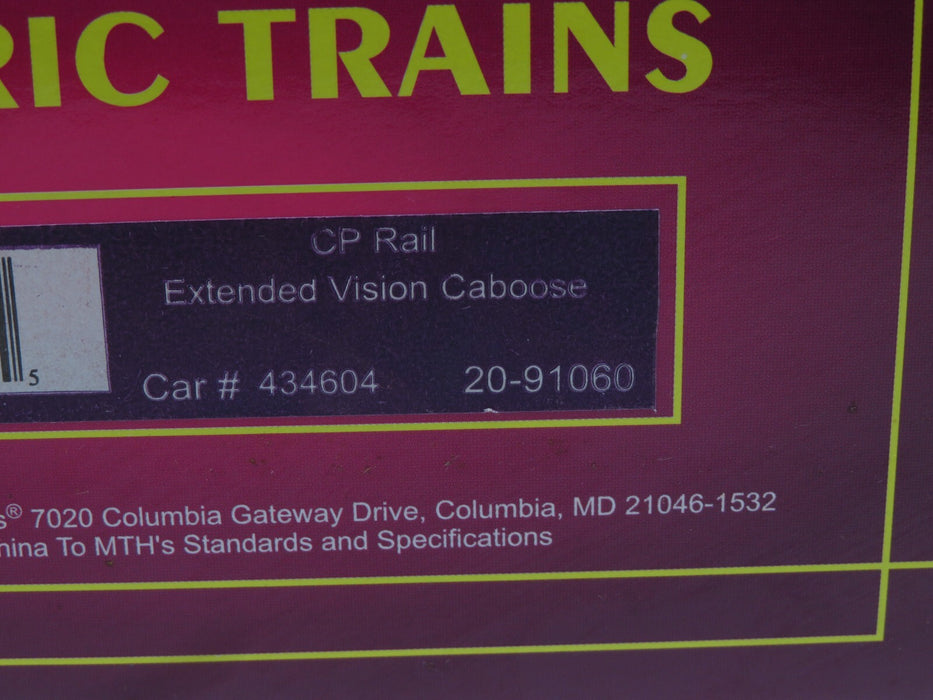 RIC TRAINS
CP Rail
Extended Vision Caboose
5
Car # 434604 20-91060
s® 7020 Columbia Gateway Drive, Columbia, MD 21046-1532
hina To MTH's Standards and Specifications